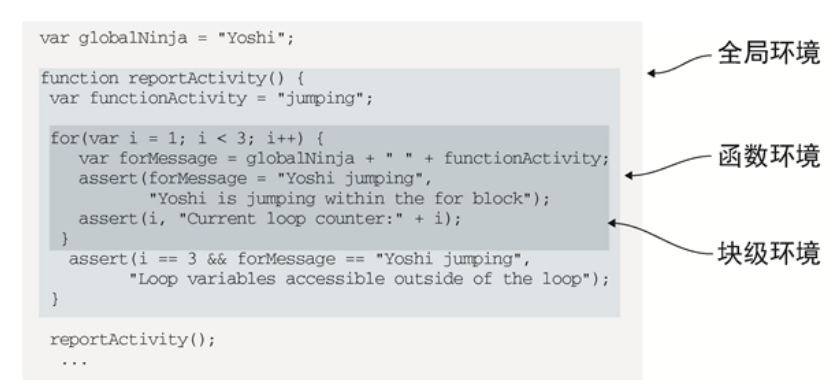 var globalNinja = "Yoshi";
function reportActivity() {
var functionActivity = "jumping";
for(var i = 1; i < 3; i++) {
var forMessage = globalNinja + " " + functionActivity;
assert(forMessage = "Yoshi jumping",
"Yoshi is jumping within the for block");
assert(i, "Current loop counter:" + i);
}
assert(i == 3 && forMessage == "Yoshi jumping",
"Loop variables accessible outside of the loop");
}
reportActivity();
...
全局环境
函数环境
块级环境